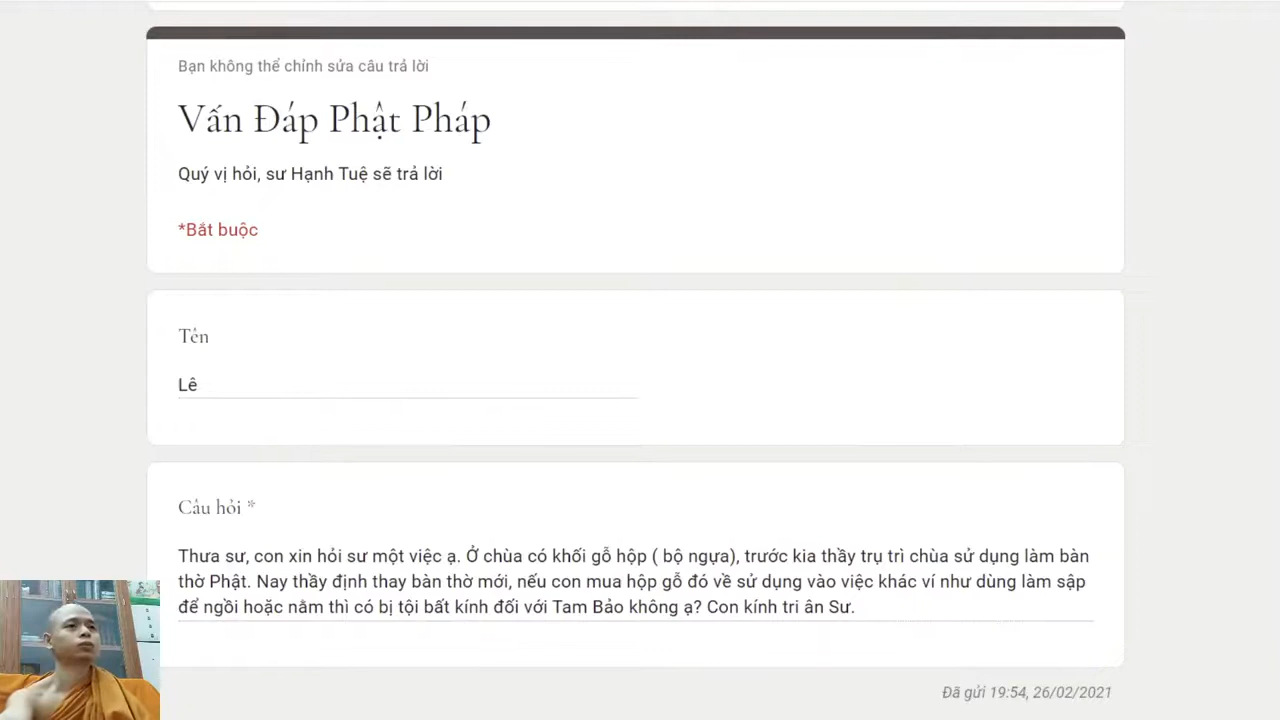 Bạn không thể chỉnh sửa câu trả lời
Vấn Đáp Phật Pháp
Quý vị hỏi, sư Hạnh Tuệ sẽ trả lời
*Bắt buộc
Tên
Lê
Câu hỏi *
Thưa sư, con xin hỏi sư một việc ạ. Ở chùa có khối gỗ hộp ( bộ ngựa), trước kia thầy trụ trì chùa sử dụng làm bàn
thờ Phật. Nay thầy định thay bàn thờ mới, nếu con mua hộp gỗ đó về sử dụng vào việc khác ví như dùng làm sập
để ngồi hoặc nằm thì có bị tội bất kính đối với Tam Bảo không ạ? Con kính tri ân Sư.
Đã gửi 19:54, 26/02/2021